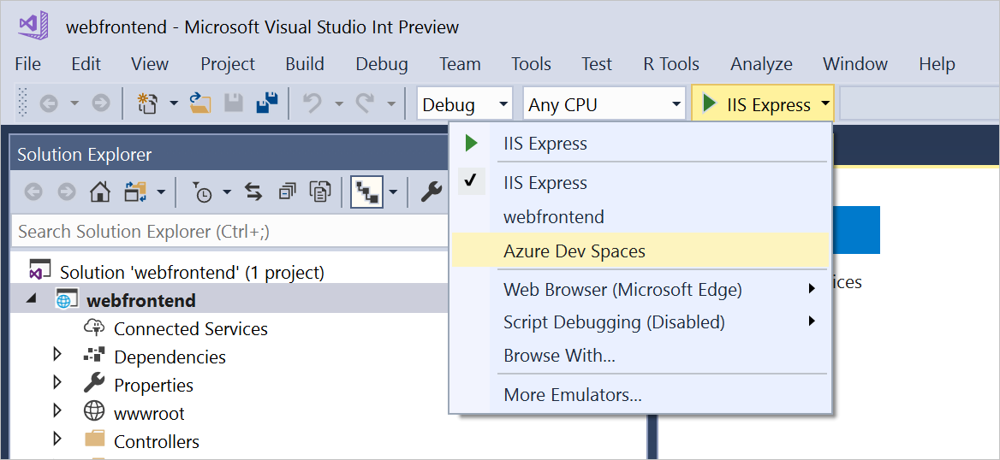 webfrontend - Microsoft Visual Studio Int Preview
File Edit View Project Build Debug Team Tools Test R Tools Analyze Window Help
Debug Any CPU IIS Express
Solution Explorer
Search Solution Explorer (Ctrl+;)
Solution 'webfrontend' (1 project)
webfrontend
Connected Services
Dependencies
Properties
wwwroot
Controllers
IIS Express
IIS Express
webfrontend
Azure Dev Spaces
Web Browser (Microsoft Edge)
Script Debugging (Disabled)
Browse With...
More Emulators...
ices